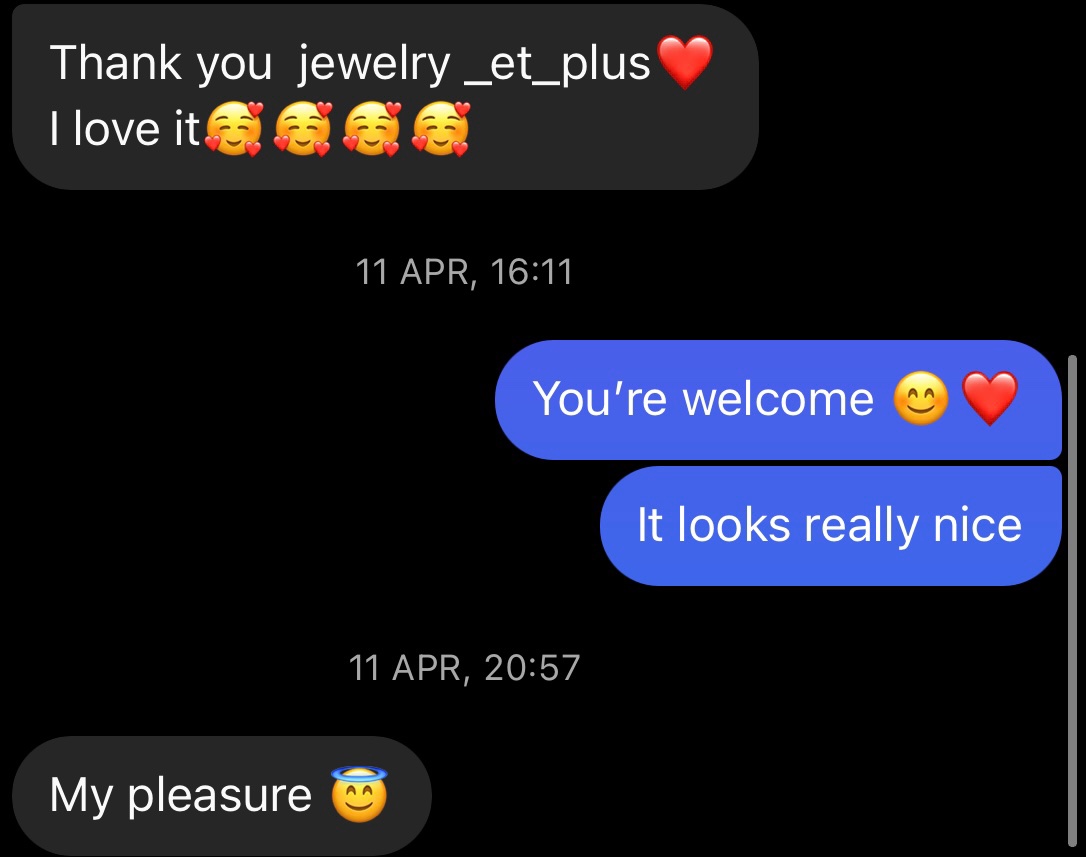 Thank you  jewelry _et_plus❤️
I love it🥰🥰🥰🥰
11 APR, 16:11
You’re welcome 😊❤️
It looks really nice
11 APR, 20:57
My pleasure 😇